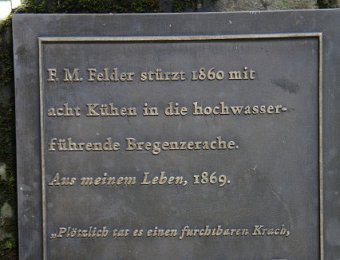 F. M. Felder stürzt 1860 mit
acht Kühen in die hochwasser-
führende Bregenzerache.
Aus meinem Leben, 1869.
„Plötzlich tat es einen furchtbaren Krach,